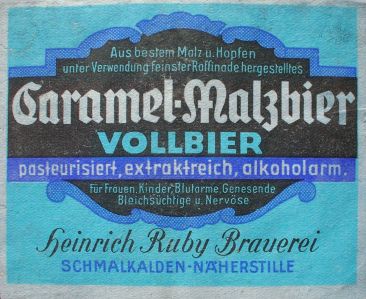 Aus bestem Malz u. Hopfen
unter Verwendung feinster Raffinade hergestelltes
Caramel-Malzbier
VOLLBIER
pasteurisiert, extraktreich, alkoholarm.
für Frauen, Kinder, Blutarme, Genesende
Bleichsüchtige u. Nervöse
Heinrich Ruby Brauerei
SCHMALKALDEN-NÄHERSTILLE